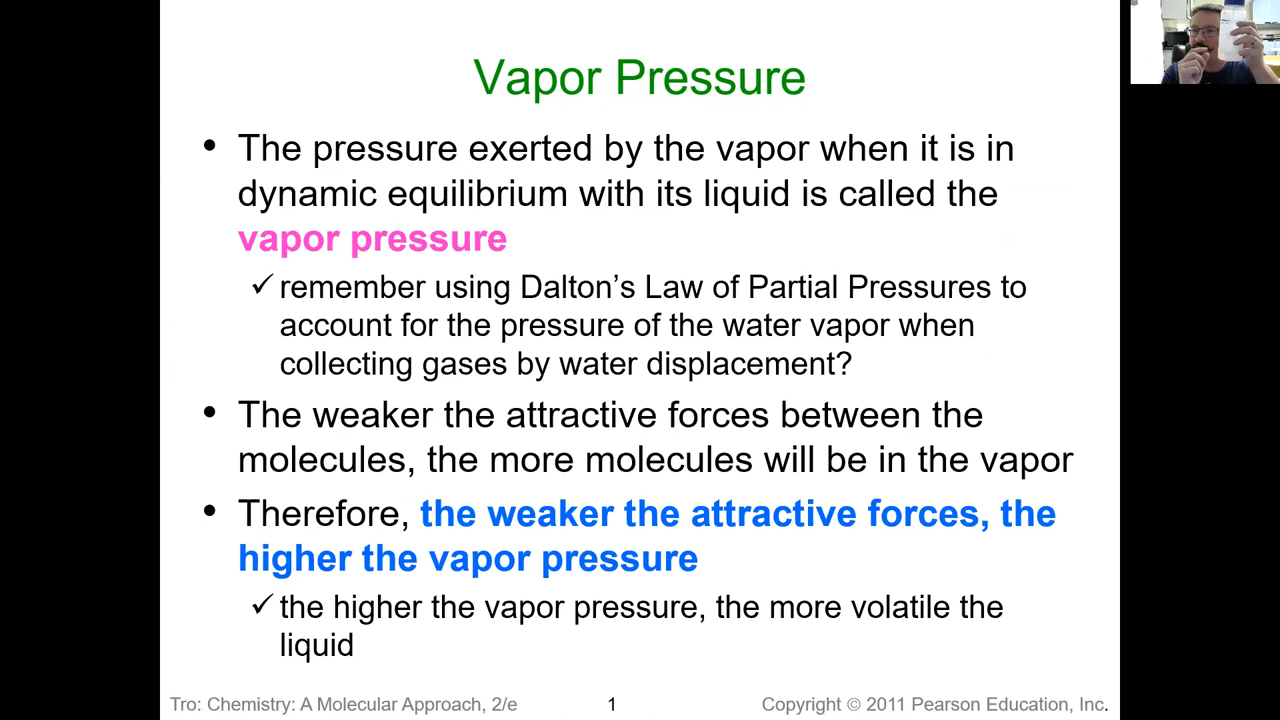 Vapor Pressure
• The pressure exerted by the vapor when it is in
dynamic equilibrium with its liquid is called the
vapor pressure
✓ remember using Dalton’s Law of Partial Pressures to
account for the pressure of the water vapor when
collecting gases by water displacement?
• The weaker the attractive forces between the
molecules, the more molecules will be in the vapor
• Therefore, the weaker the attractive forces, the
higher the vapor pressure
✓ the higher the vapor pressure, the more volatile the
liquid
Tro: Chemistry: A Molecular Approach, 2/e 1 Copyright © 2011 Pearson Education, Inc.